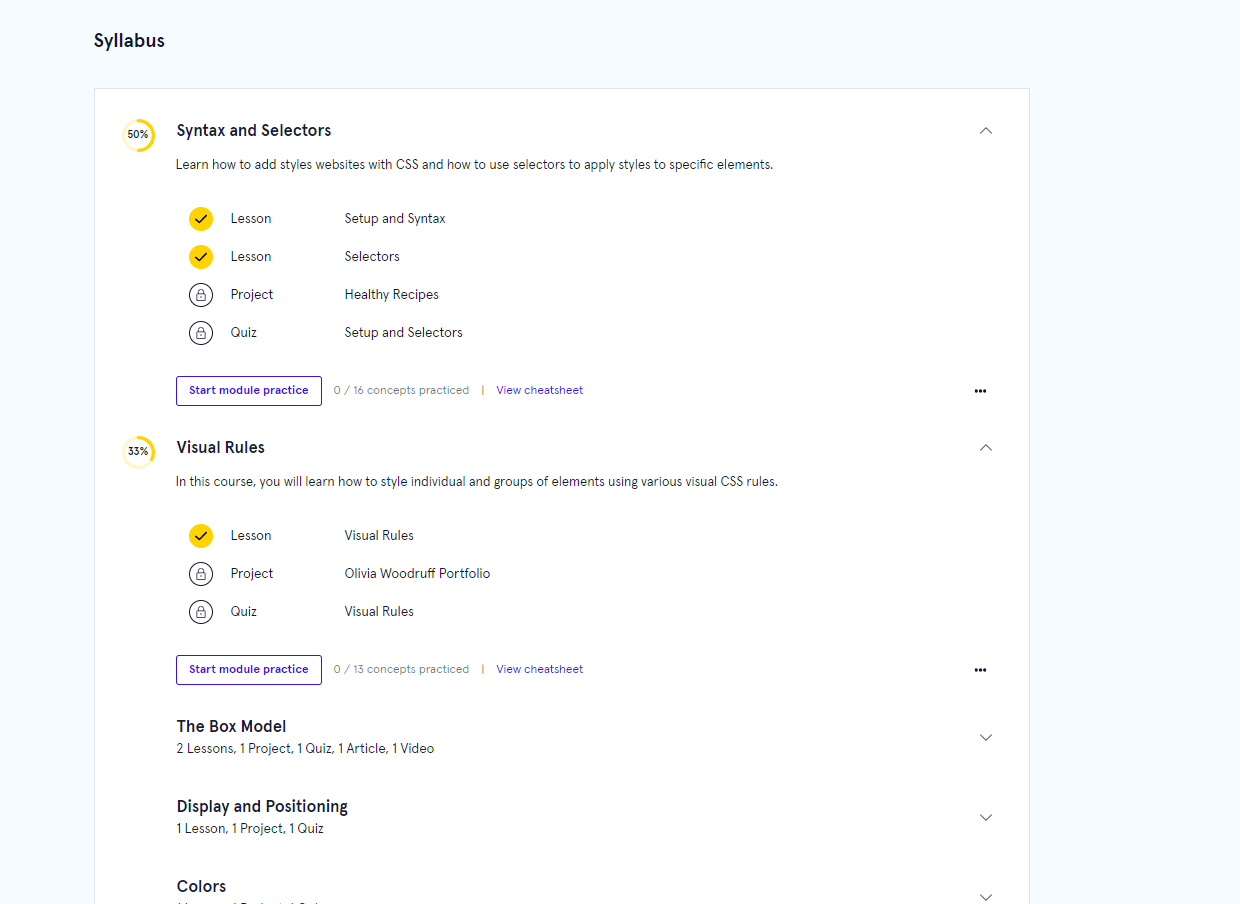 Syllabus
50%
Syntax and Selectors
Learn how to add styles websites with CSS and how to use selectors to apply styles to specific elements.
Lesson Setup and Syntax
Lesson Selectors
Project Healthy Recipes
Quiz Setup and Selectors
Start module practice 0 / 16 concepts practiced | View cheatsheet
33%
Visual Rules
In this course, you will learn how to style individual and groups of elements using various visual CSS rules.
Lesson Visual Rules
Project Olivia Woodruff Portfolio
Quiz Visual Rules
Start module practice 0 / 13 concepts practiced | View cheatsheet
The Box Model
2 Lessons, 1 Project, 1 Quiz, 1 Article, 1 Video
Display and Positioning
1 Lesson, 1 Project, 1 Quiz
Colors